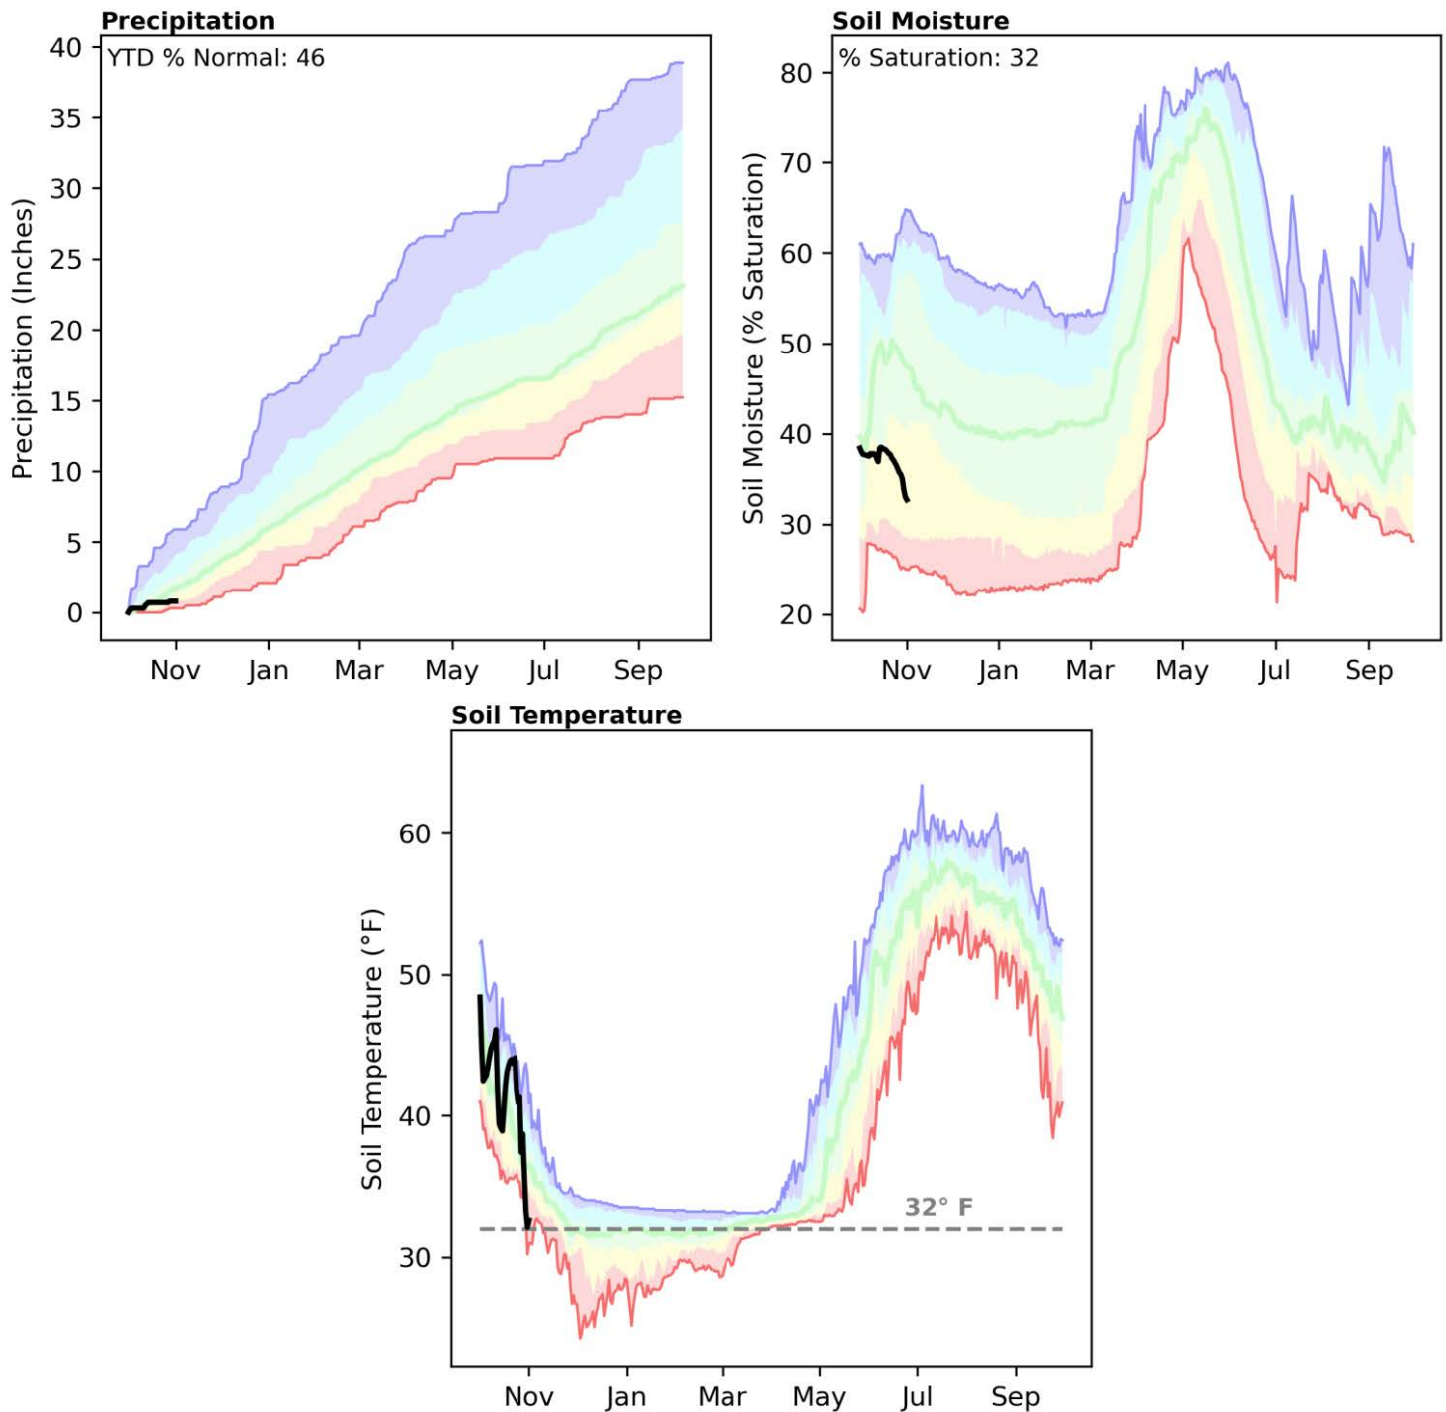 Precipitation
YTD % Normal: 46
40
35
30
25
20
15
10
5
0
Precipitation (Inches)
Nov Jan Mar May Jul Sep
Soil Moisture
% Saturation: 32
80
70
60
50
40
30
20
Soil Moisture (% Saturation)
Nov Jan Mar May Jul Sep
Soil Temperature
60
50
40
30
Soil Temperature (°F)
32° F
Nov Jan Mar May Jul Sep